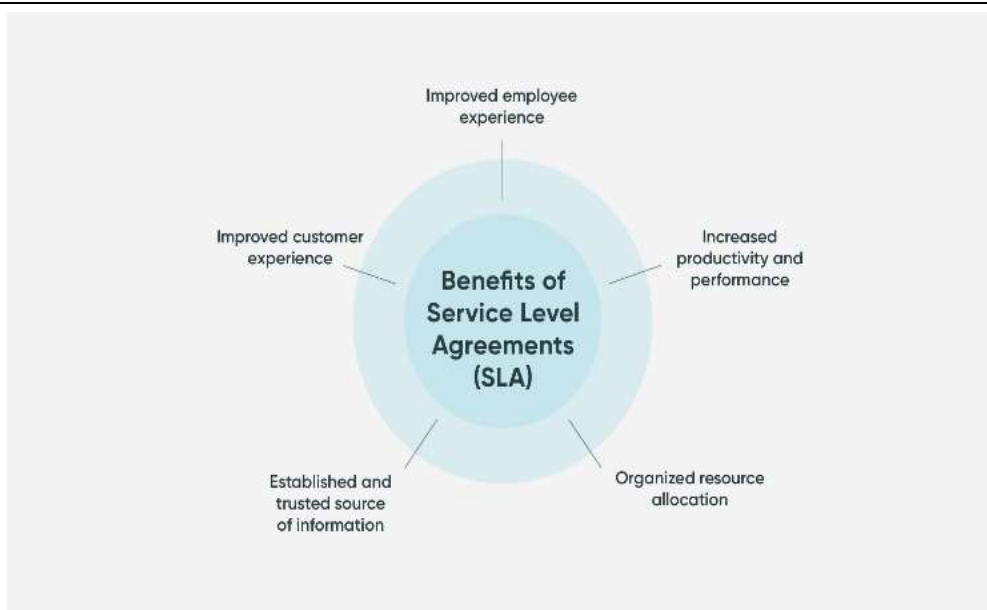 Improved employee
experience
Improved customer
experience
Increased
productivity and
performance
Benefits of
Service Level
Agreements
(SLA)
Established and
trusted source
of information
Organized resource
allocation